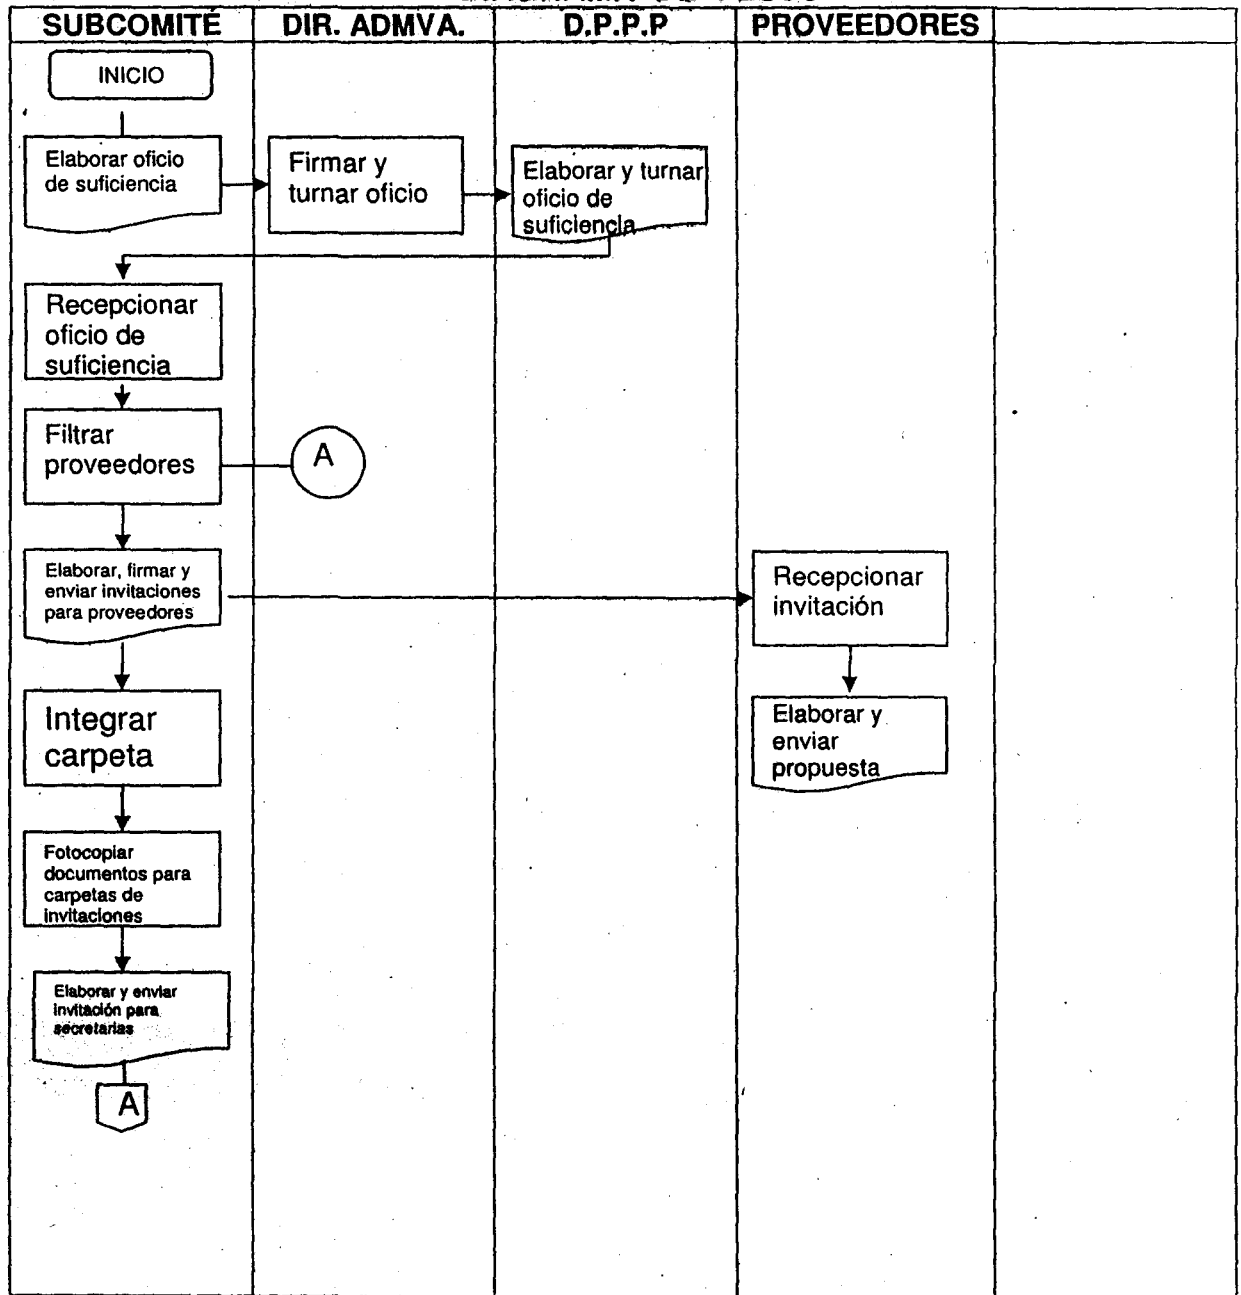 SUBCOMITÉ
DIR. ADMVA.
D.P.P.P
PROVEEDORES
INICIO
Elaborar oficio
de suficiencia
Firmar y
turnar oficio
Elaborar y turnar
oficio de
suficiencia
Recepcionar
oficio de
suficiencia
Filtrar
proveedores
A
Elaborar, firmar y
enviar invitaciones
para proveedores
Recepcionar
invitación
Integrar
carpeta
Elaborar y
enviar
propuesta
Fotocopiar
documentos para
carpetas de
invitaciones
Elaborar y enviar
invitación para
secretarias
A